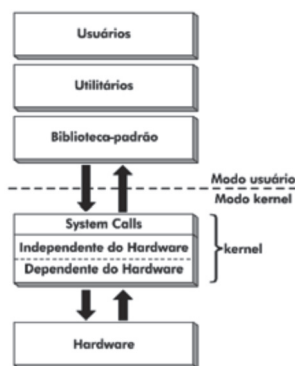 Usuários
Utilitários
Biblioteca-padrão
Modo usuário
Modo kernel
System Calls
Independente do Hardware
Dependente do Hardware
kernel
Hardware